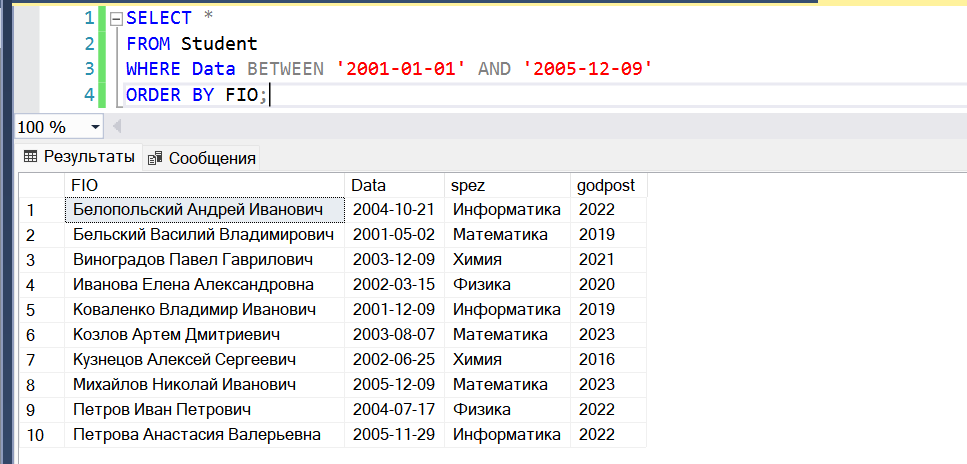 1 SELECT *
2 FROM Student
3 WHERE Data BETWEEN '2001-01-01' AND '2005-12-09'
4 ORDER BY FIO;
100 %
Результаты Сообщения
FIO Data spez godpost
1 Белопольский Андрей Иванович 2004-10-21 Информатика 2022
2 Бельский Василий Владимирович 2001-05-02 Математика 2019
3 Виноградов Павел Гаврилович 2003-12-09 Химия 2021
4 Иванова Елена Александровна 2002-03-15 Физика 2020
5 Коваленко Владимир Иванович 2001-12-09 Информатика 2019
6 Козлов Артем Дмитриевич 2003-08-07 Математика 2023
7 Кузнецов Алексей Сергеевич 2002-06-25 Химия 2016
8 Михайлов Николай Иванович 2005-12-09 Математика 2023
9 Петров Иван Петрович 2004-07-17 Физика 2022
10 Петрова Анастасия Валерьевна 2005-11-29 Информатика 2022